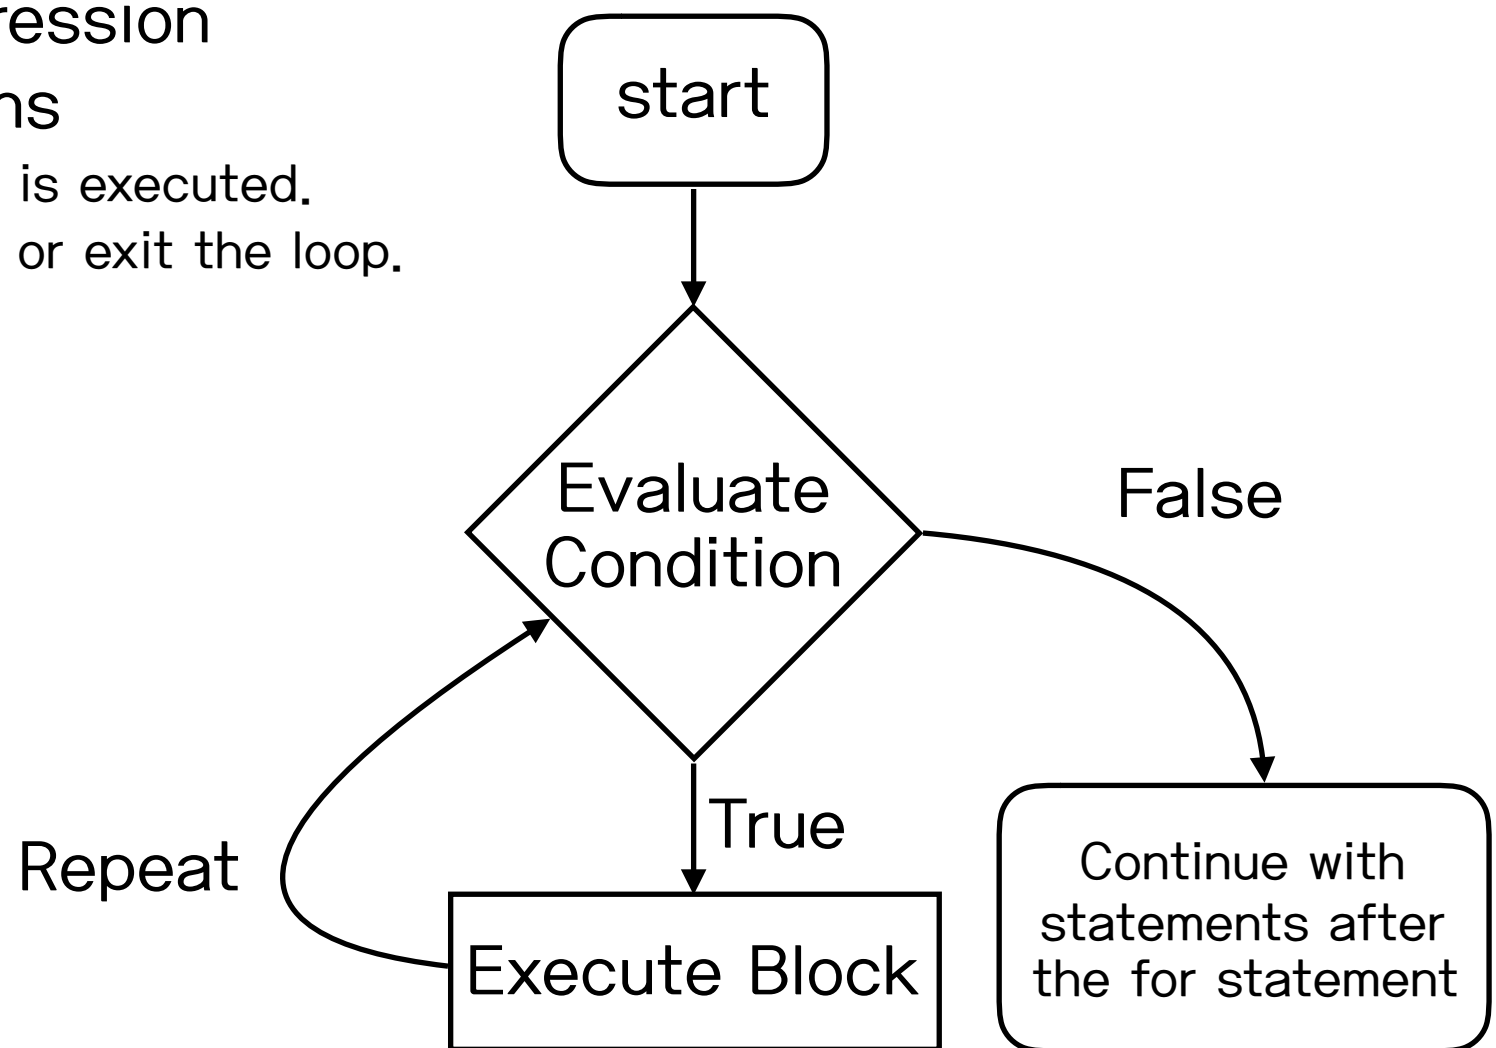 ression
ns
is executed.
or exit the loop.
start
Evaluate
Condition
False
True
Repeat
Execute Block
Continue with
statements after
the for statement